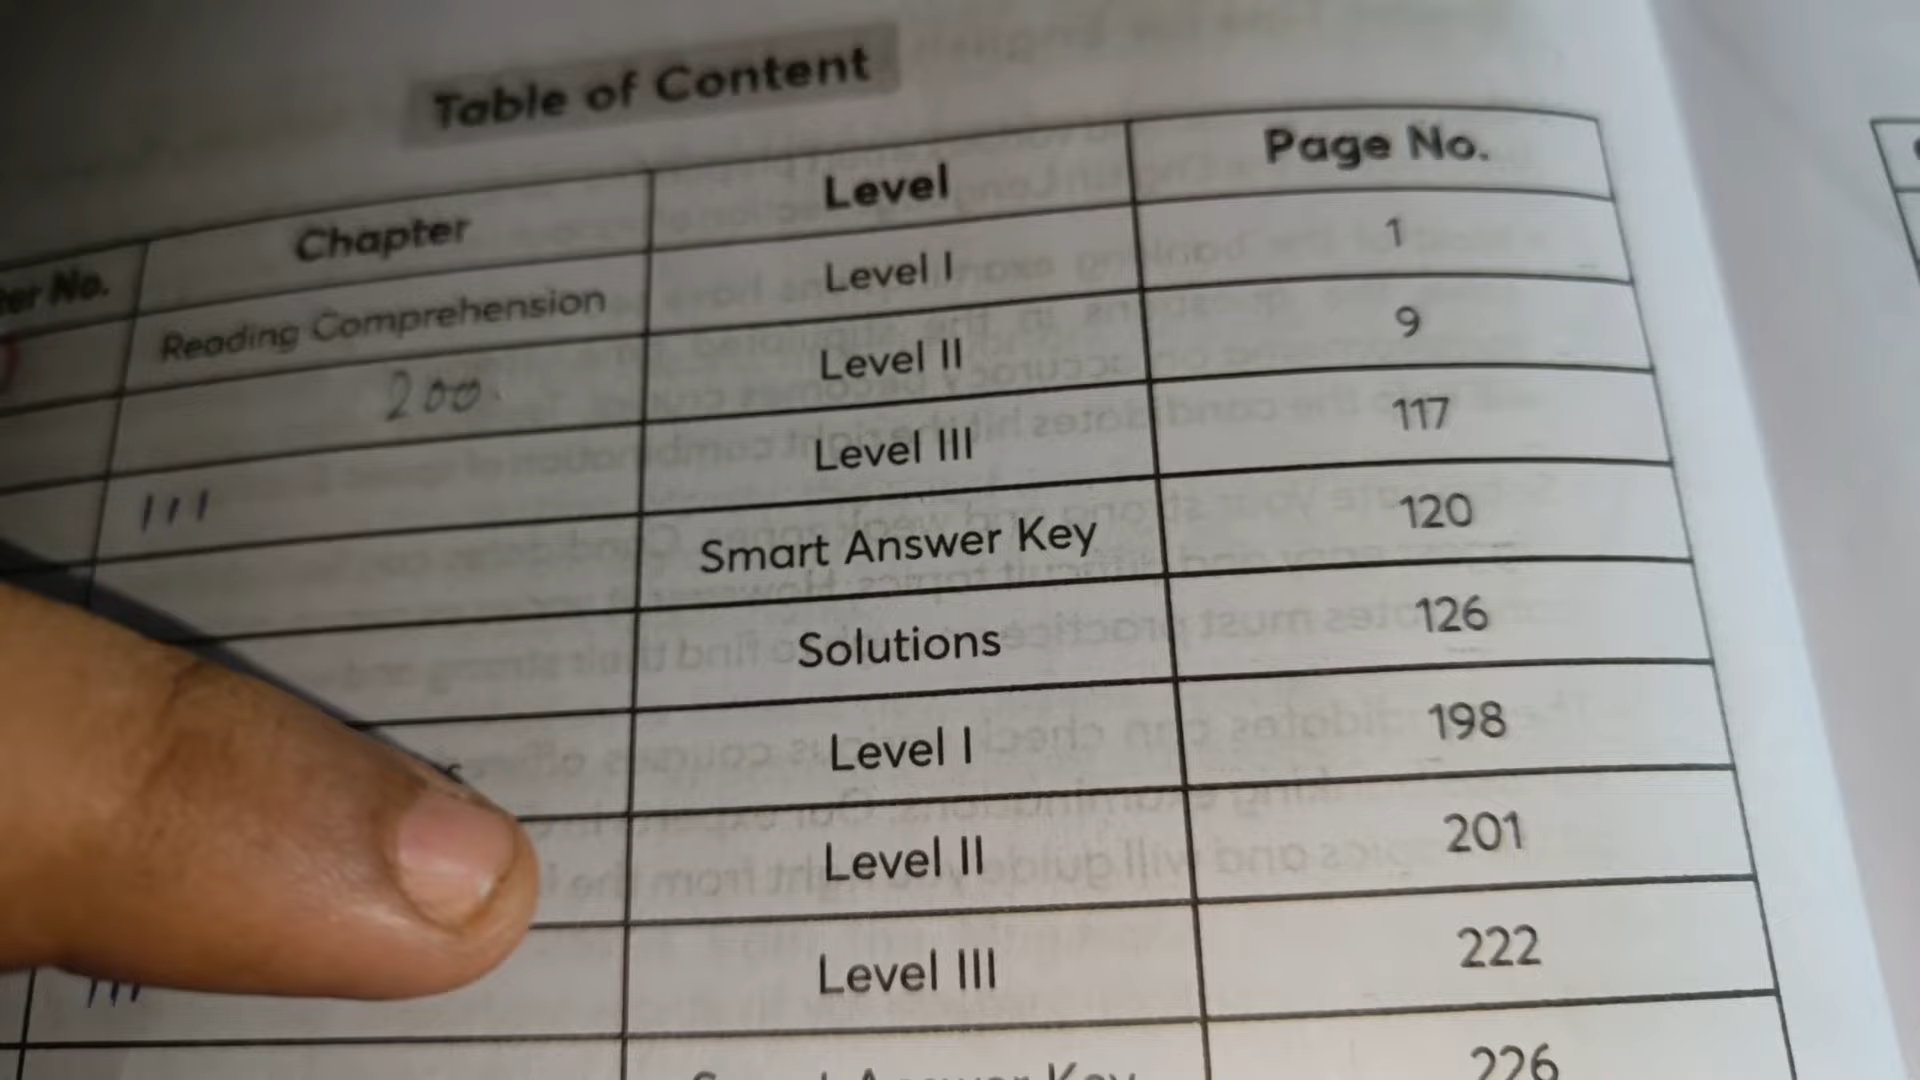 Table of Content
Chapter Level Page No.
No.
Reading Comprehension Level I 1
200. Level II 9
111 Level III 117
Smart Answer Key 120
Solutions 126
Level I 198
Level II 201
Level III 222
226